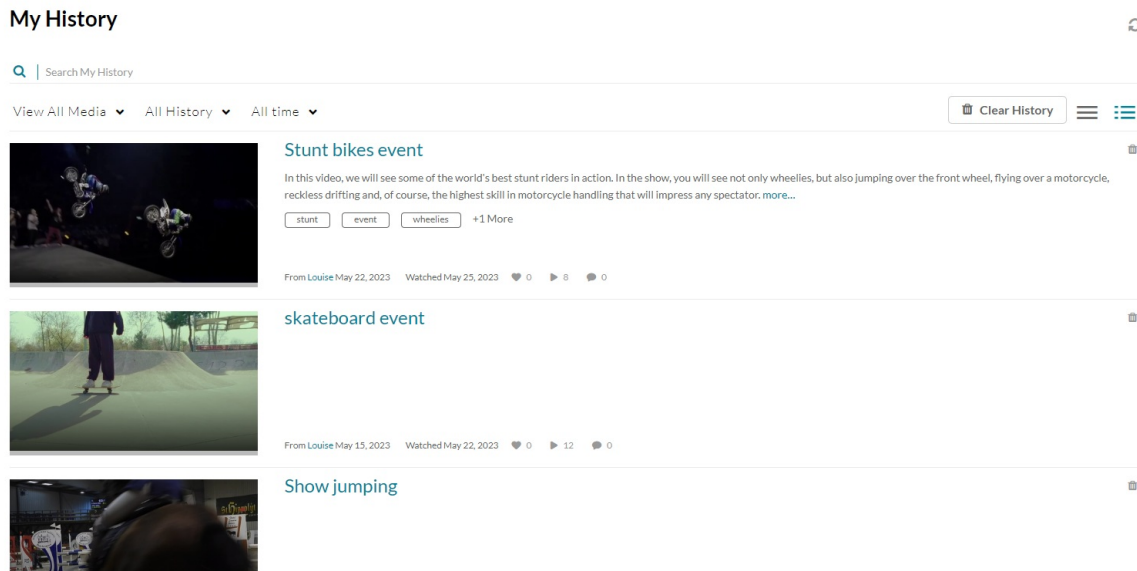 My History
Search My History
View All Media All History All time Clear History
Stunt bikes event
In this video, we will see some of the world's best stunt riders in action. In the show, you will see not only wheelies, but also jumping over the front wheel, flying over a motorcycle,
reckless drifting and, of course, the highest skill in motorcycle handling that will impress any spectator. more...
stunt event wheelies +1 More
From Louise May 22, 2023 Watched May 25, 2023 0 8 0
skateboard event
From Louise May 15, 2023 Watched May 22, 2023 0 12 0
Show jumping